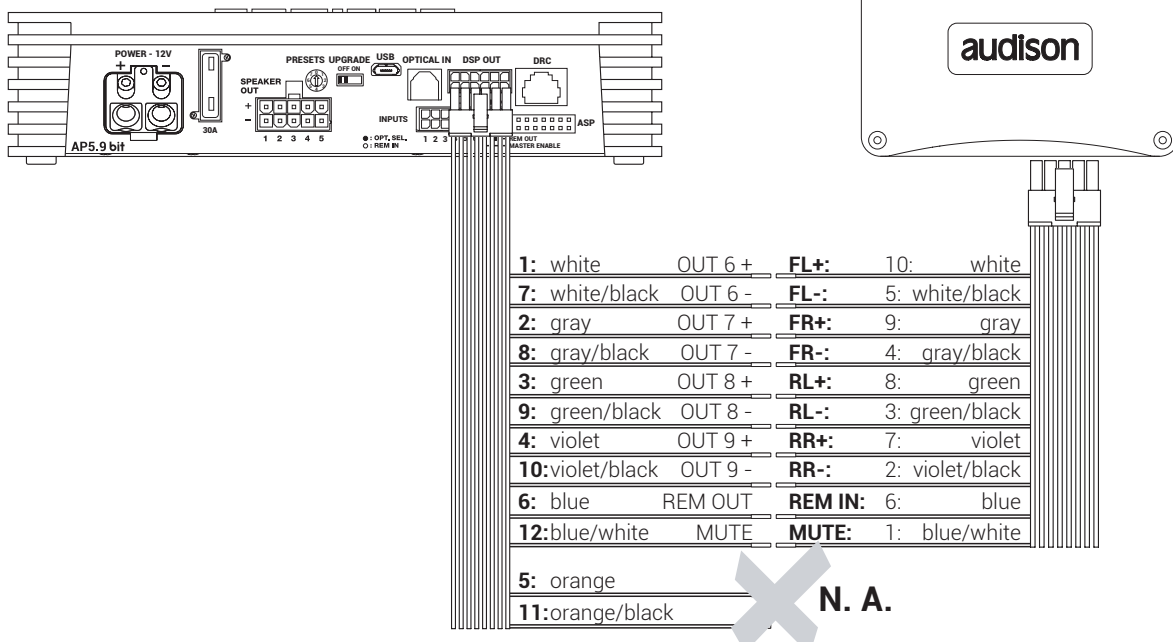 POWER - 12V
+ −
30A
AP5.9 bit
PRESETS UPGRADE USB OPTICAL IN DSP OUT DRC
OFF ON
SPEAKER
OUT
+
−
1 2 3 4 5
INPUTS
● : OPT. SEL.
○ : REM IN
1 2 3
ASP
REM OUT
MASTER ENABLE
audison
1: white OUT 6 + FL+: 10: white
7: white/black OUT 6 - FL-: 5: white/black
2: gray OUT 7 + FR+: 9: gray
8: gray/black OUT 7 - FR-: 4: gray/black
3: green OUT 8 + RL+: 8: green
9: green/black OUT 8 - RL-: 3: green/black
4: violet OUT 9 + RR+: 7: violet
10: violet/black OUT 9 - RR-: 2: violet/black
6: blue REM OUT REM IN: 6: blue
12: blue/white MUTE MUTE: 1: blue/white
5: orange
11: orange/black
N. A.